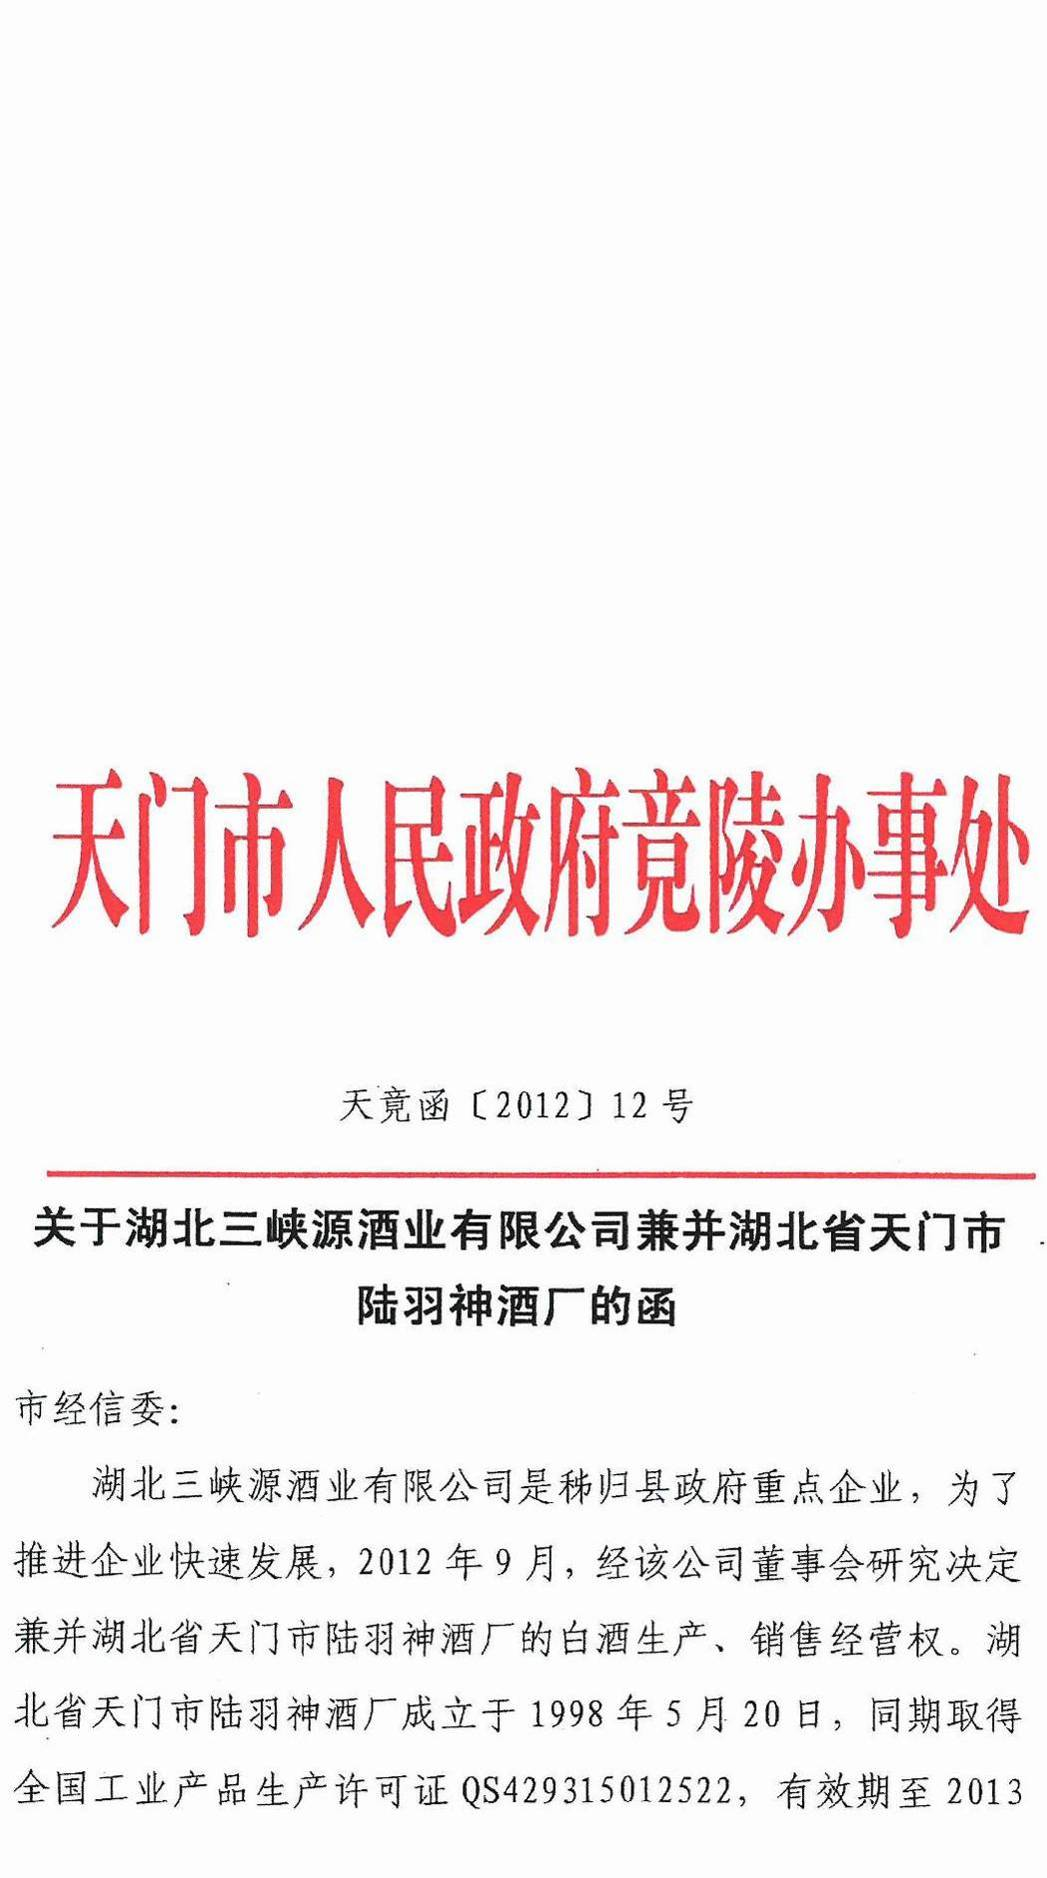 天门市人民政府竟陵办事处
天竟函〔2012〕12号
关于湖北三峡源酒业有限公司兼并湖北省天门市
陆羽神酒厂的函
市经信委：
湖北三峡源酒业有限公司是秭归县政府重点企业，为了
推进企业快速发展，2012年9月，经该公司董事会研究决定
兼并湖北省天门市陆羽神酒厂的白酒生产、销售经营权。湖
北省天门市陆羽神酒厂成立于1998年5月20日，同期取得
全国工业产品生产许可证QS429315012522，有效期至2013